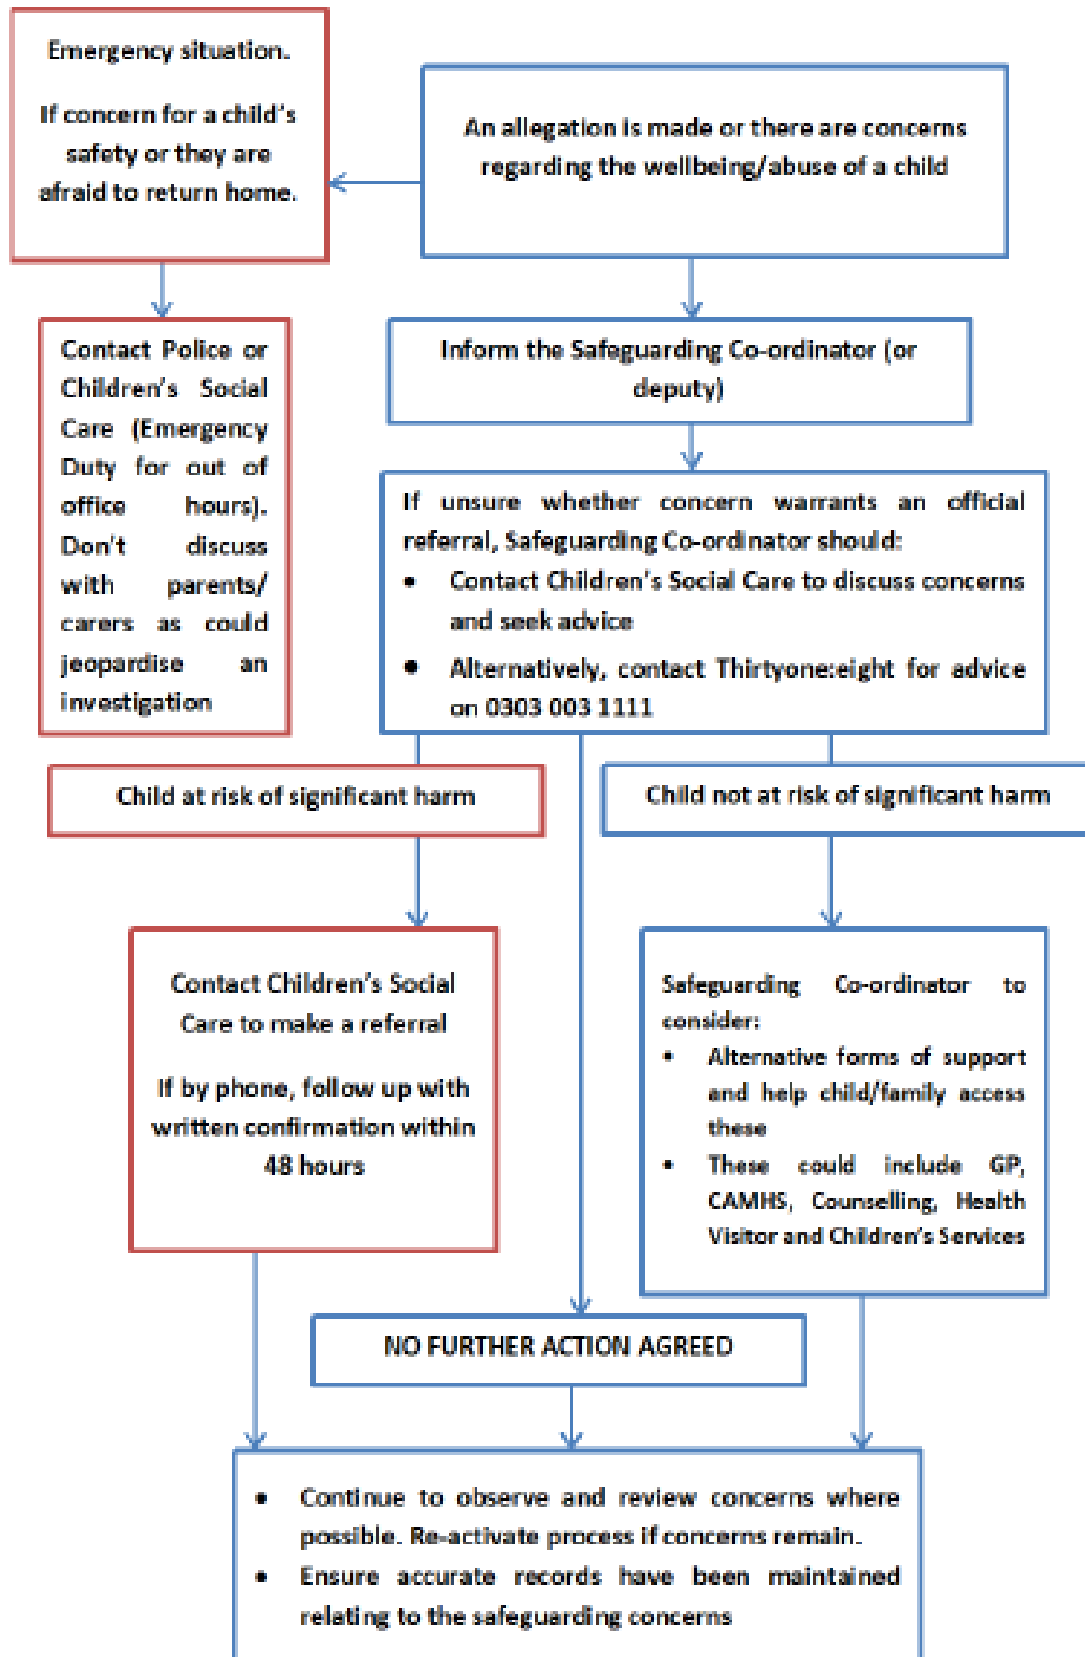 Emergency situation.
If concern for a child's
safety or they are
afraid to return home.
An allegation is made or there are concerns
regarding the wellbeing/abuse of a child
Contact Police or
Children's Social
Care (Emergency
Duty for out of
office hours).
Don't discuss
with parents/
carers as could
jeopardise an
investigation
Inform the Safeguarding Co-ordinator (or
deputy)
If unsure whether concern warrants an official
referral, Safeguarding Co-ordinator should:
• Contact Children's Social Care to discuss concerns
and seek advice
• Alternatively, contact Thirtyone:eight for advice
on 0303 003 1111
Child at risk of significant harm
Child not at risk of significant harm
Contact Children's Social
Care to make a referral
If by phone, follow up with
written confirmation within
48 hours
Safeguarding Co-ordinator to
consider:
• Alternative forms of support
and help child/family access
these
• These could include GP,
CAMHS, Counselling, Health
Visitor and Children's Services
NO FURTHER ACTION AGREED
• Continue to observe and review concerns where
possible. Re-activate process if concerns remain.
• Ensure accurate records have been maintained
relating to the safeguarding concerns